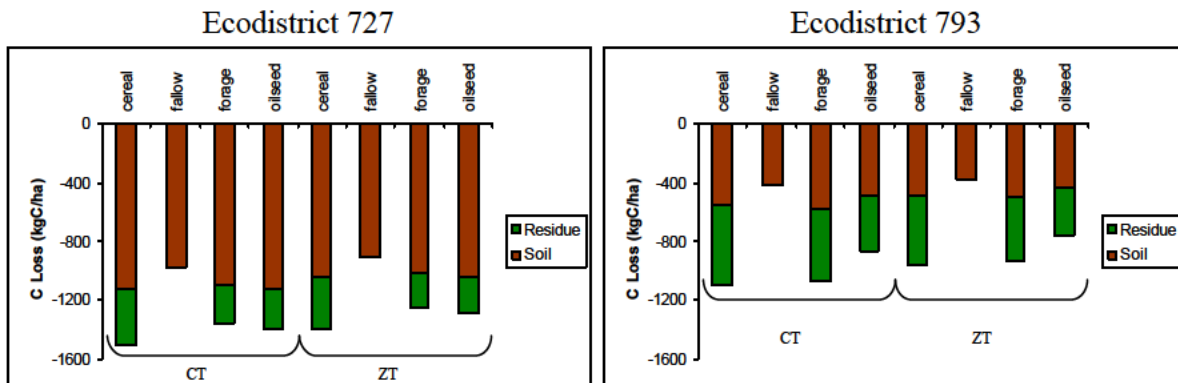 Ecodistrict 727
cereal
fallow
forage
oilseed
cereal
fallow
forage
oilseed
0
-400
-800
-1200
-1600
C Loss (kgC/ha)
Residue
Soil
CT
ZT
Ecodistrict 793
cereal
fallow
forage
oilseed
cereal
fallow
forage
oilseed
0
-400
-800
-1200
-1600
C Loss (kgC/ha)
Residue
Soil
CT
ZT